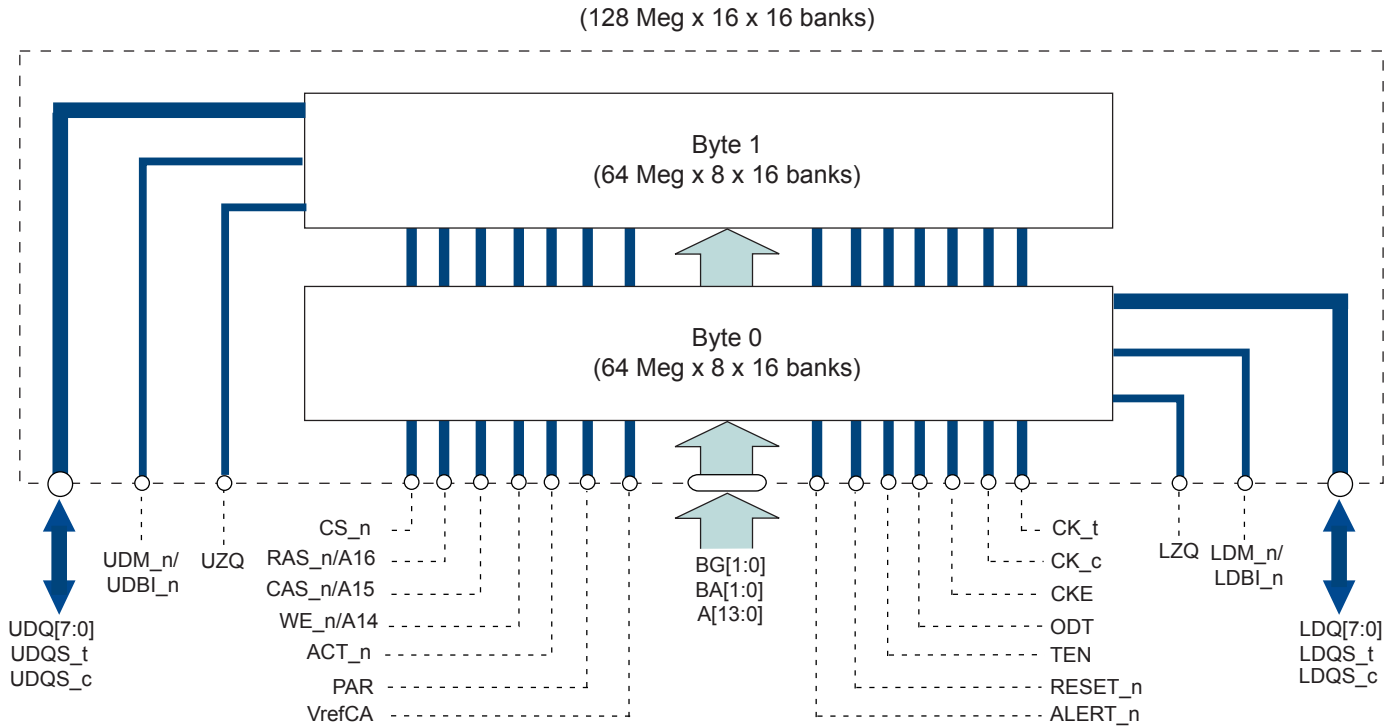 (128 Meg x 16 x 16 banks)
Byte 1
(64 Meg x 8 x 16 banks)
Byte 0
(64 Meg x 8 x 16 banks)
UDQ[7:0]
UDQS_t
UDQS_c
UDM_n/
UDBI_n
UZQ
CS_n
RAS_n/A16
CAS_n/A15
WE_n/A14
ACT_n
PAR
VrefCA
BG[1:0]
BA[1:0]
A[13:0]
CK_t
CK_c
CKE
ODT
TEN
RESET_n
ALERT_n
LZQ
LDM_n/
LDBI_n
LDQ[7:0]
LDQS_t
LDQS_c